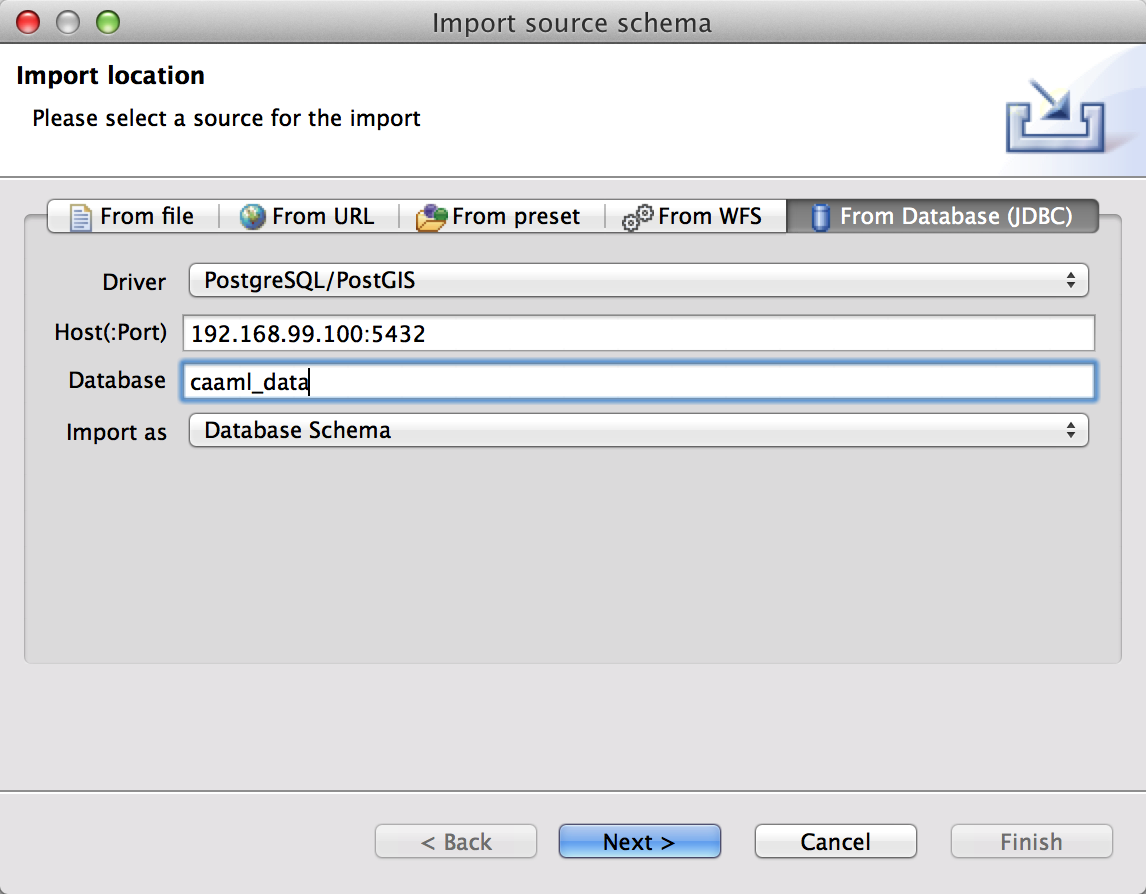 Import source schema
Import location
Please select a source for the import
From file From URL From preset From WFS From Database (JDBC)
Driver PostgreSQL/PostGIS
Host(:Port) 192.168.99.100:5432
Database caaml_data
Import as Database Schema
< Back Next > Cancel Finish